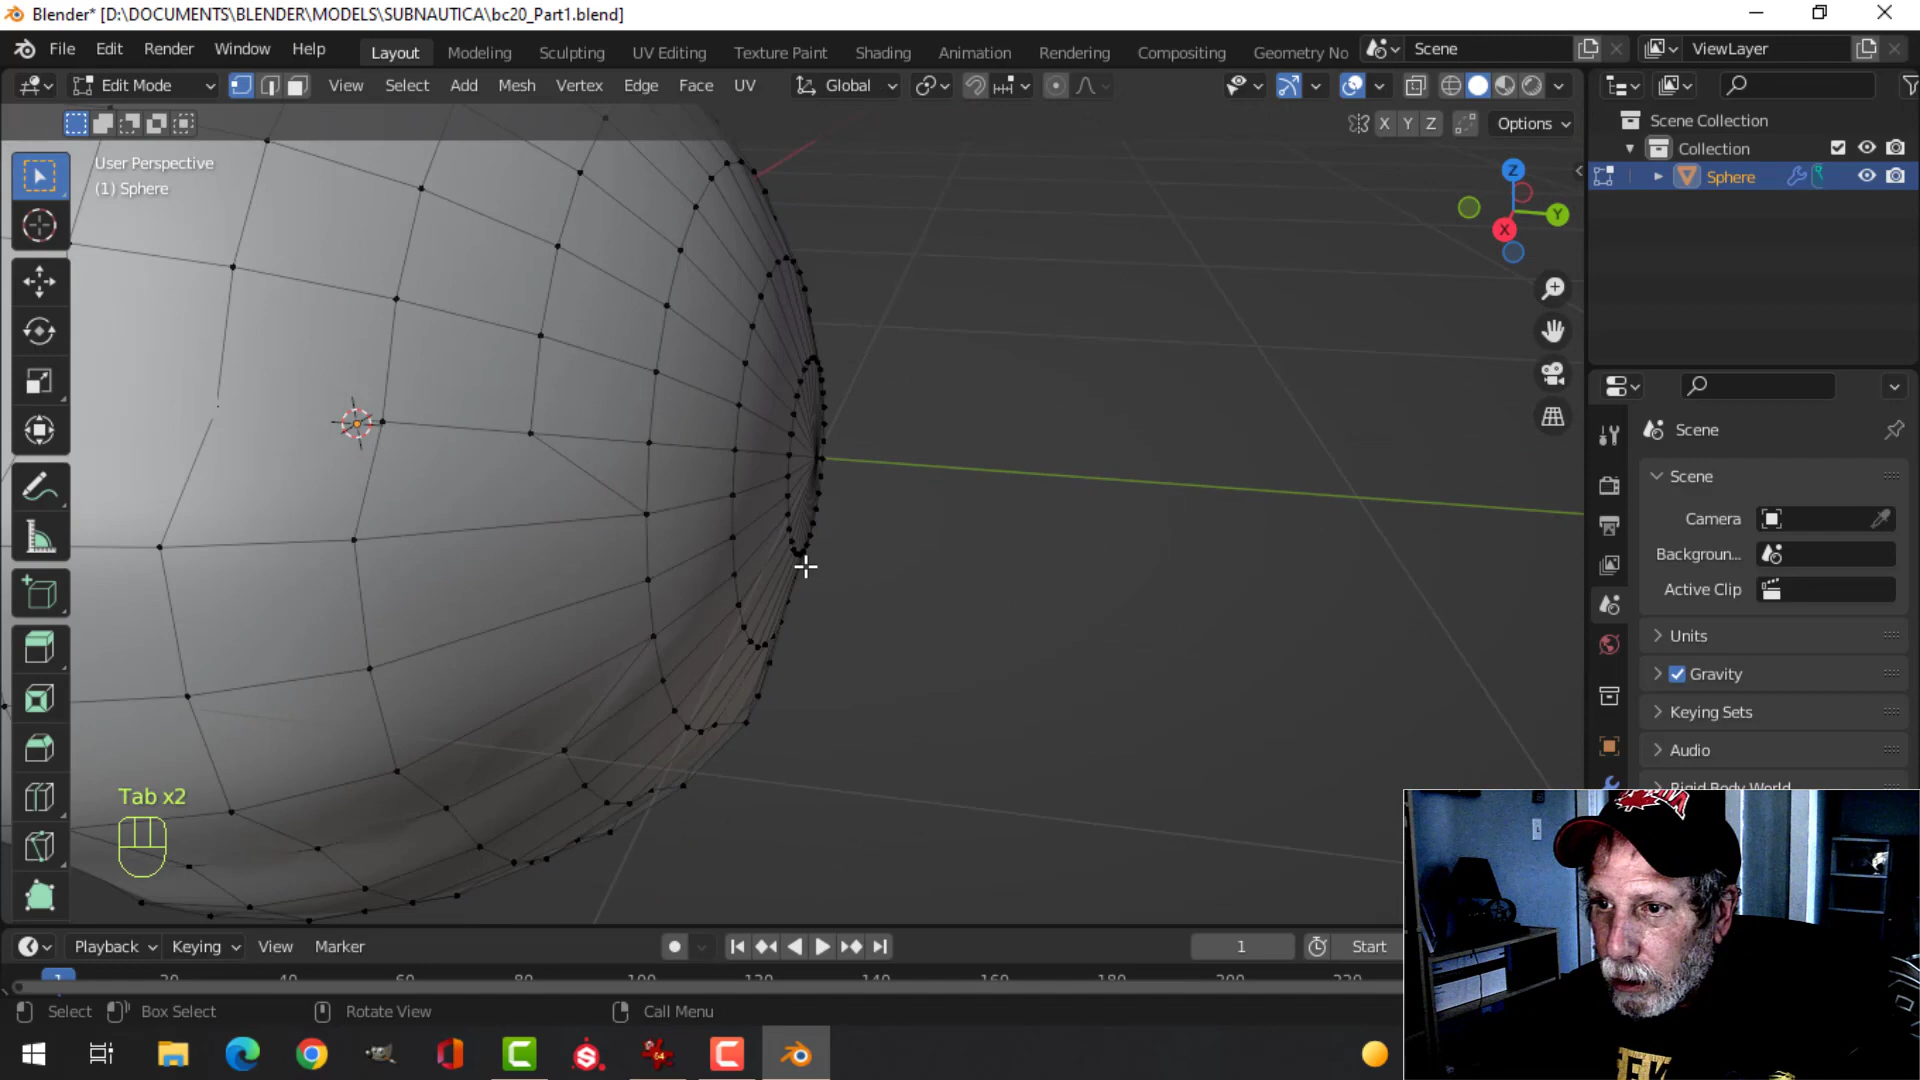 Blender* [D:\DOCUMENTS\BLENDER\MODELS\SUBNAUTICA\bc20_Part1.blend]
File Edit Render Window Help Layout Modeling Sculpting UV Editing Texture Paint Shading Animation Rendering Compositing Geometry No Scene ViewLayer
Edit Mode View Select Add Mesh Vertex Edge Face UV Global
X Y Z Options
User Perspective
(1) Sphere
Z
Y
X
Scene Collection
Collection
Sphere
Scene
Scene
Camera
Backgroun...
Active Clip
Units
Gravity
Keying Sets
Audio
Rigid Body World
Tab x2
Playback Keying View Marker 1 Start
1 20 40 60 80 100 120 140 160 180 200 220
Select Box Select Rotate View Call Menu